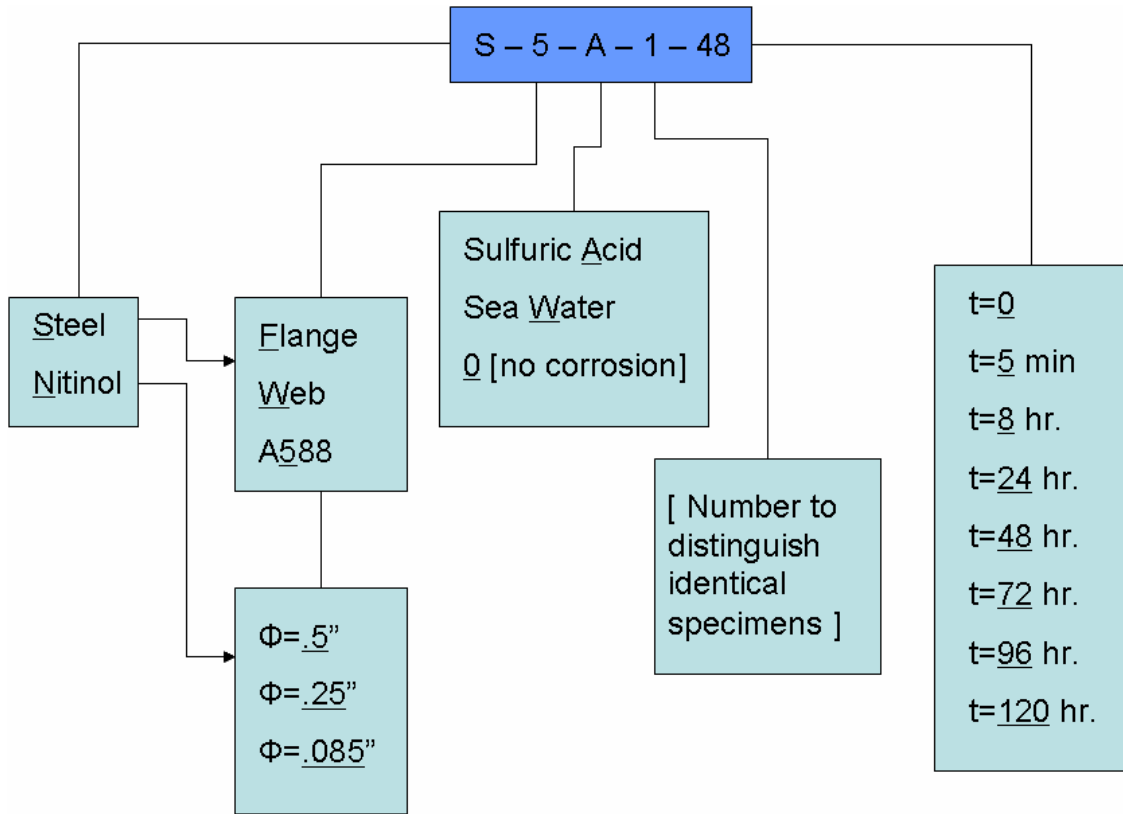 S – 5 – A – 1 – 48
Steel
Nitinol
Flange
Web
A588
Φ=.5”
Φ=.25”
Φ=.085”
Sulfuric Acid
Sea Water
0 [no corrosion]
[ Number to
distinguish
identical
specimens ]
t=0
t=5 min
t=8 hr.
t=24 hr.
t=48 hr.
t=72 hr.
t=96 hr.
t=120 hr.